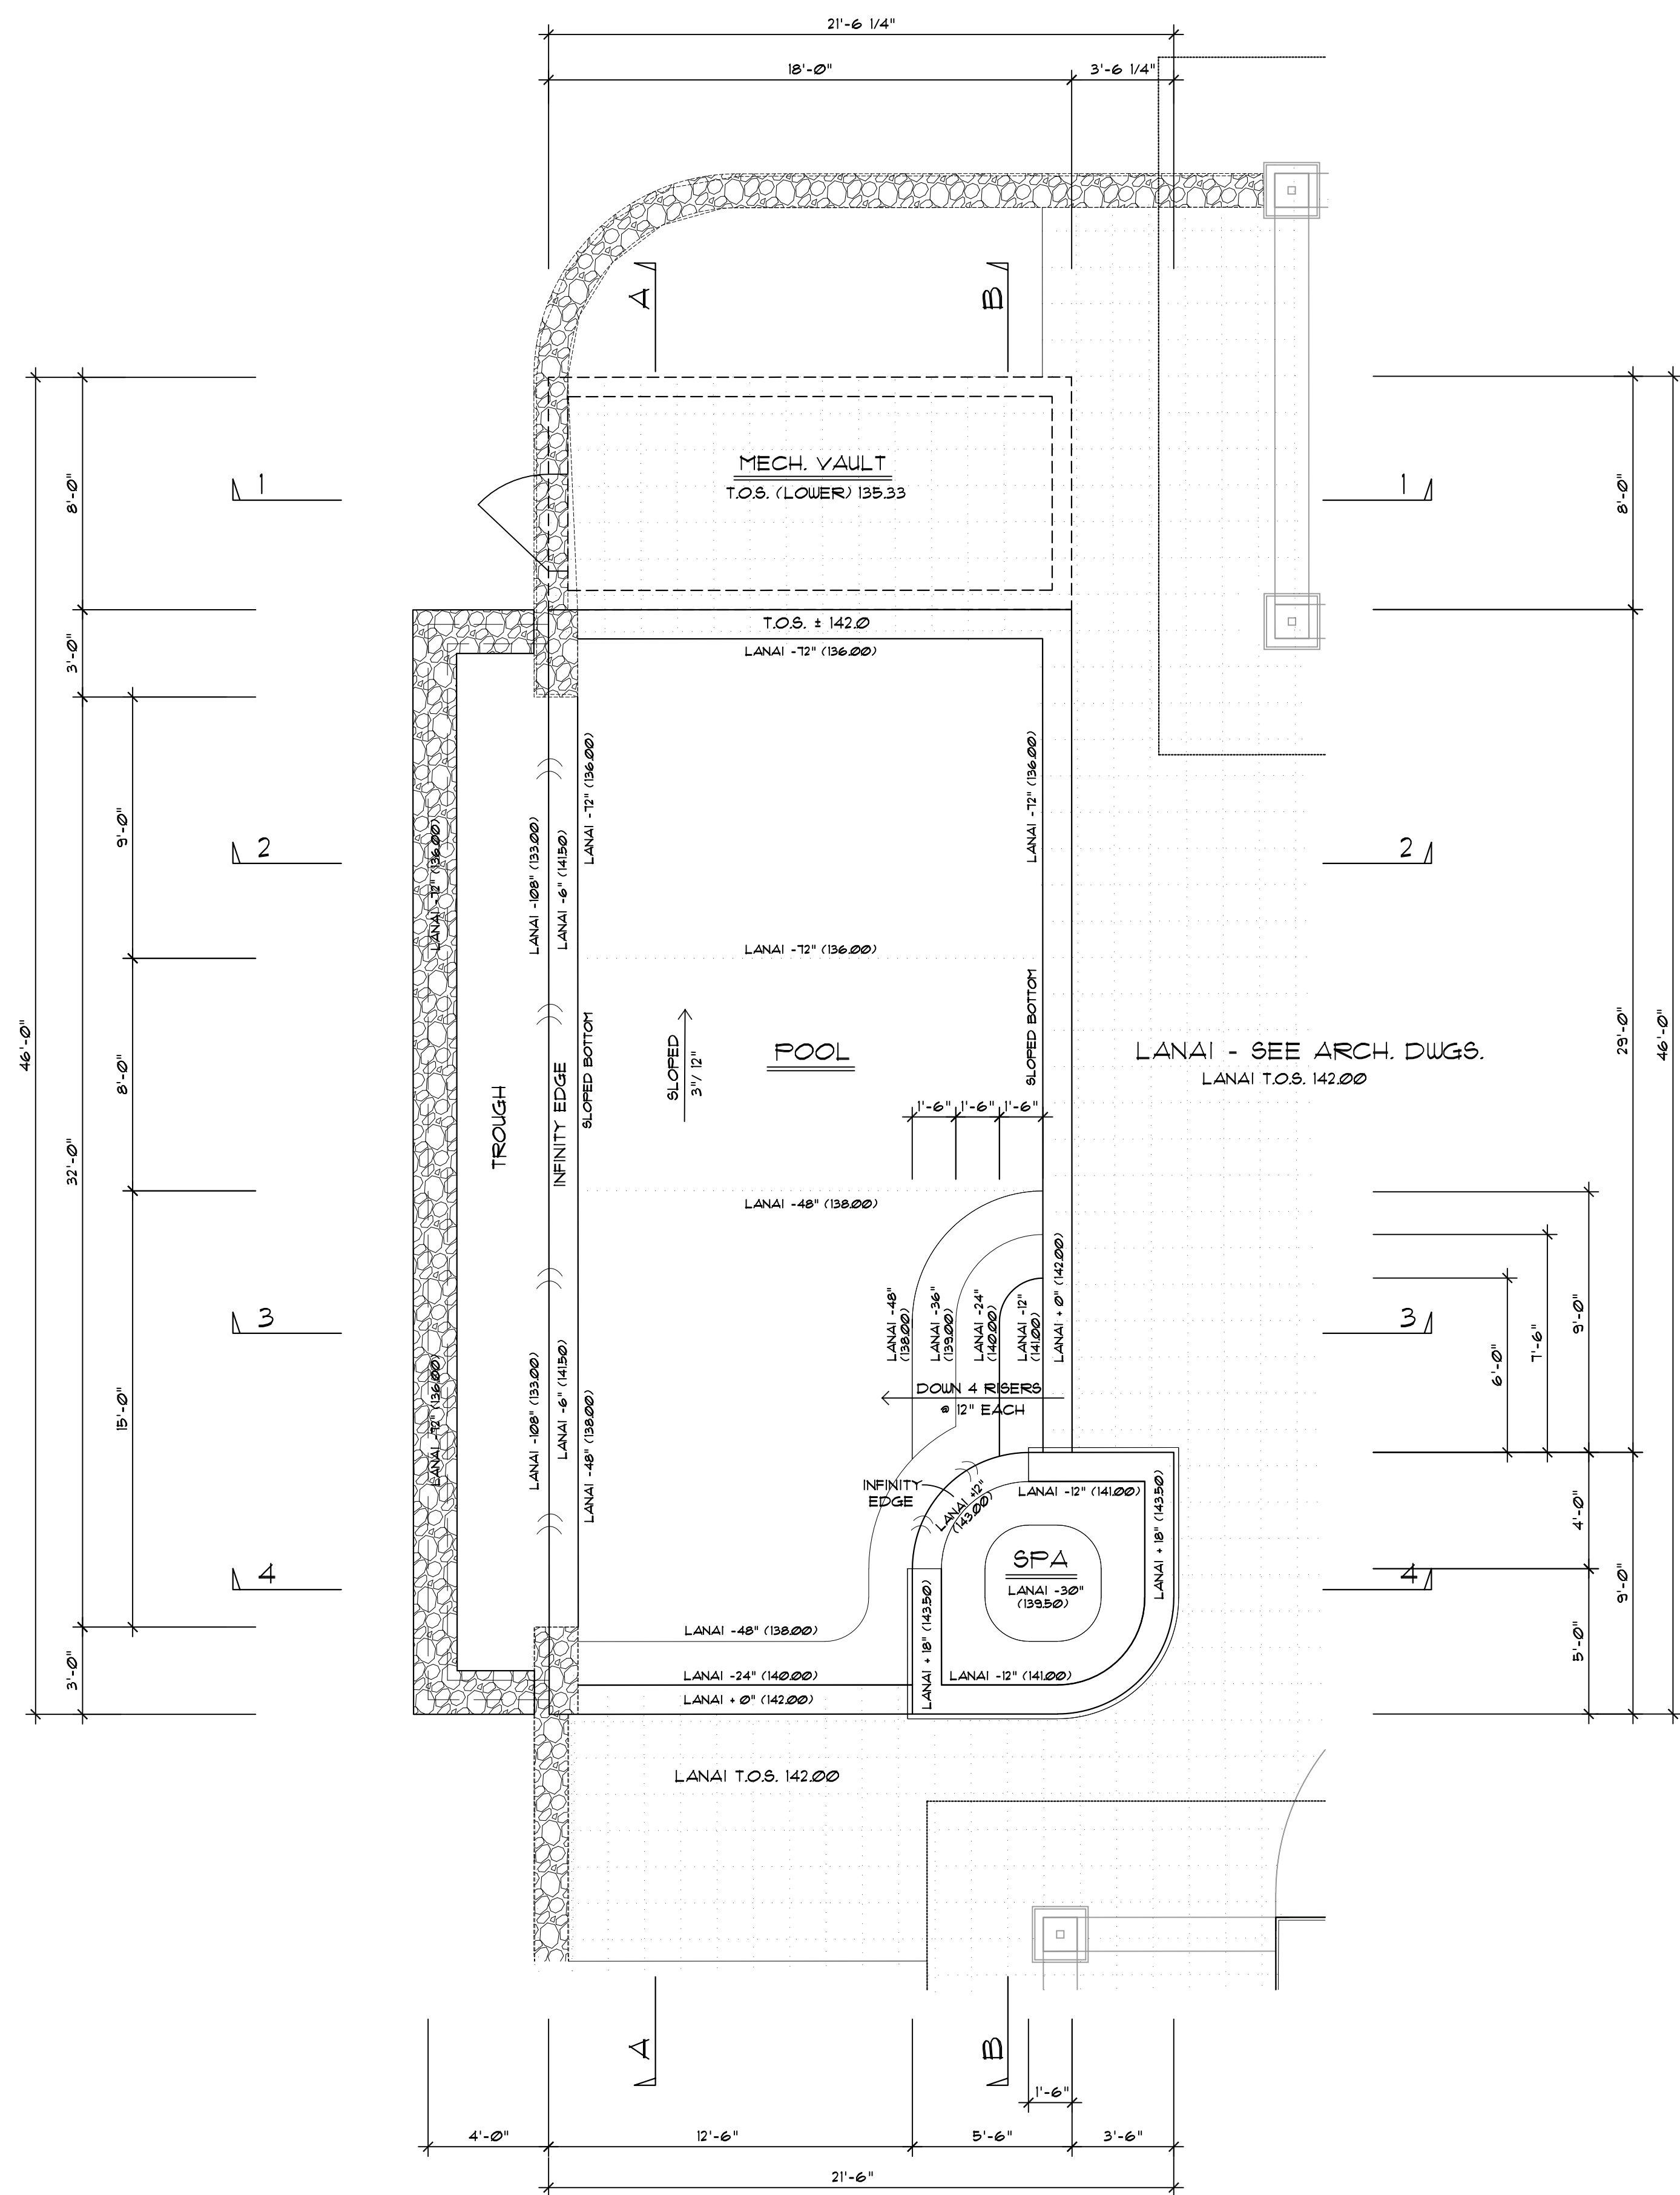 21'-6 1/4"
18'-0"
3'-6 1/4"
A
B
MECH. VAULT
T.O.S. (LOWER) 135.33
8'-0"
1
1
8'-0"
3'-0"
T.O.S. ± 142.0
LANAI -72" (136.00)
LANAI -72" (136.00)
LANAI -72" (136.00)
9'-0"
2
2
LANAI -72" (136.00)
LANAI -108" (133.00)
LANAI -6" (141.50)
LANAI -72" (136.00)
46'-0"
8'-0"
32'-0"
TROUGH
INFINITY EDGE
SLOPED BOTTOM
SLOPED
3"/ 12"
POOL
SLOPED BOTTOM
LANAI - SEE ARCH. DWGS.
LANAI T.O.S. 142.00
29'-0"
46'-0"
1'-6"
1'-6"
1'-6"
LANAI -48" (138.00)
3
3
LANAI -48"
(138.00)
LANAI -36"
(139.00)
LANAI -24"
(140.00)
LANAI -12"
(141.00)
LANAI + 0" (142.00)
6'-0"
7'-6"
9'-0"
DOWN 4 RISERS
@ 12" EACH
15'-0"
LANAI -72" (136.00)
LANAI -108" (133.00)
LANAI -6" (141.50)
LANAI -48" (138.00)
INFINITY
EDGE
LANAI +12"
(143.00)
LANAI -12" (141.00)
LANAI + 18" (143.50)
4'-0"
4
4
SPA
LANAI -30"
(139.50)
9'-0"
LANAI + 18" (143.50)
5'-0"
3'-0"
LANAI -48" (138.00)
LANAI -24" (140.00)
LANAI -12" (141.00)
LANAI + 0" (142.00)
LANAI T.O.S. 142.00
A
B
1'-6"
4'-0"
12'-6"
5'-6"
3'-6"
21'-6"